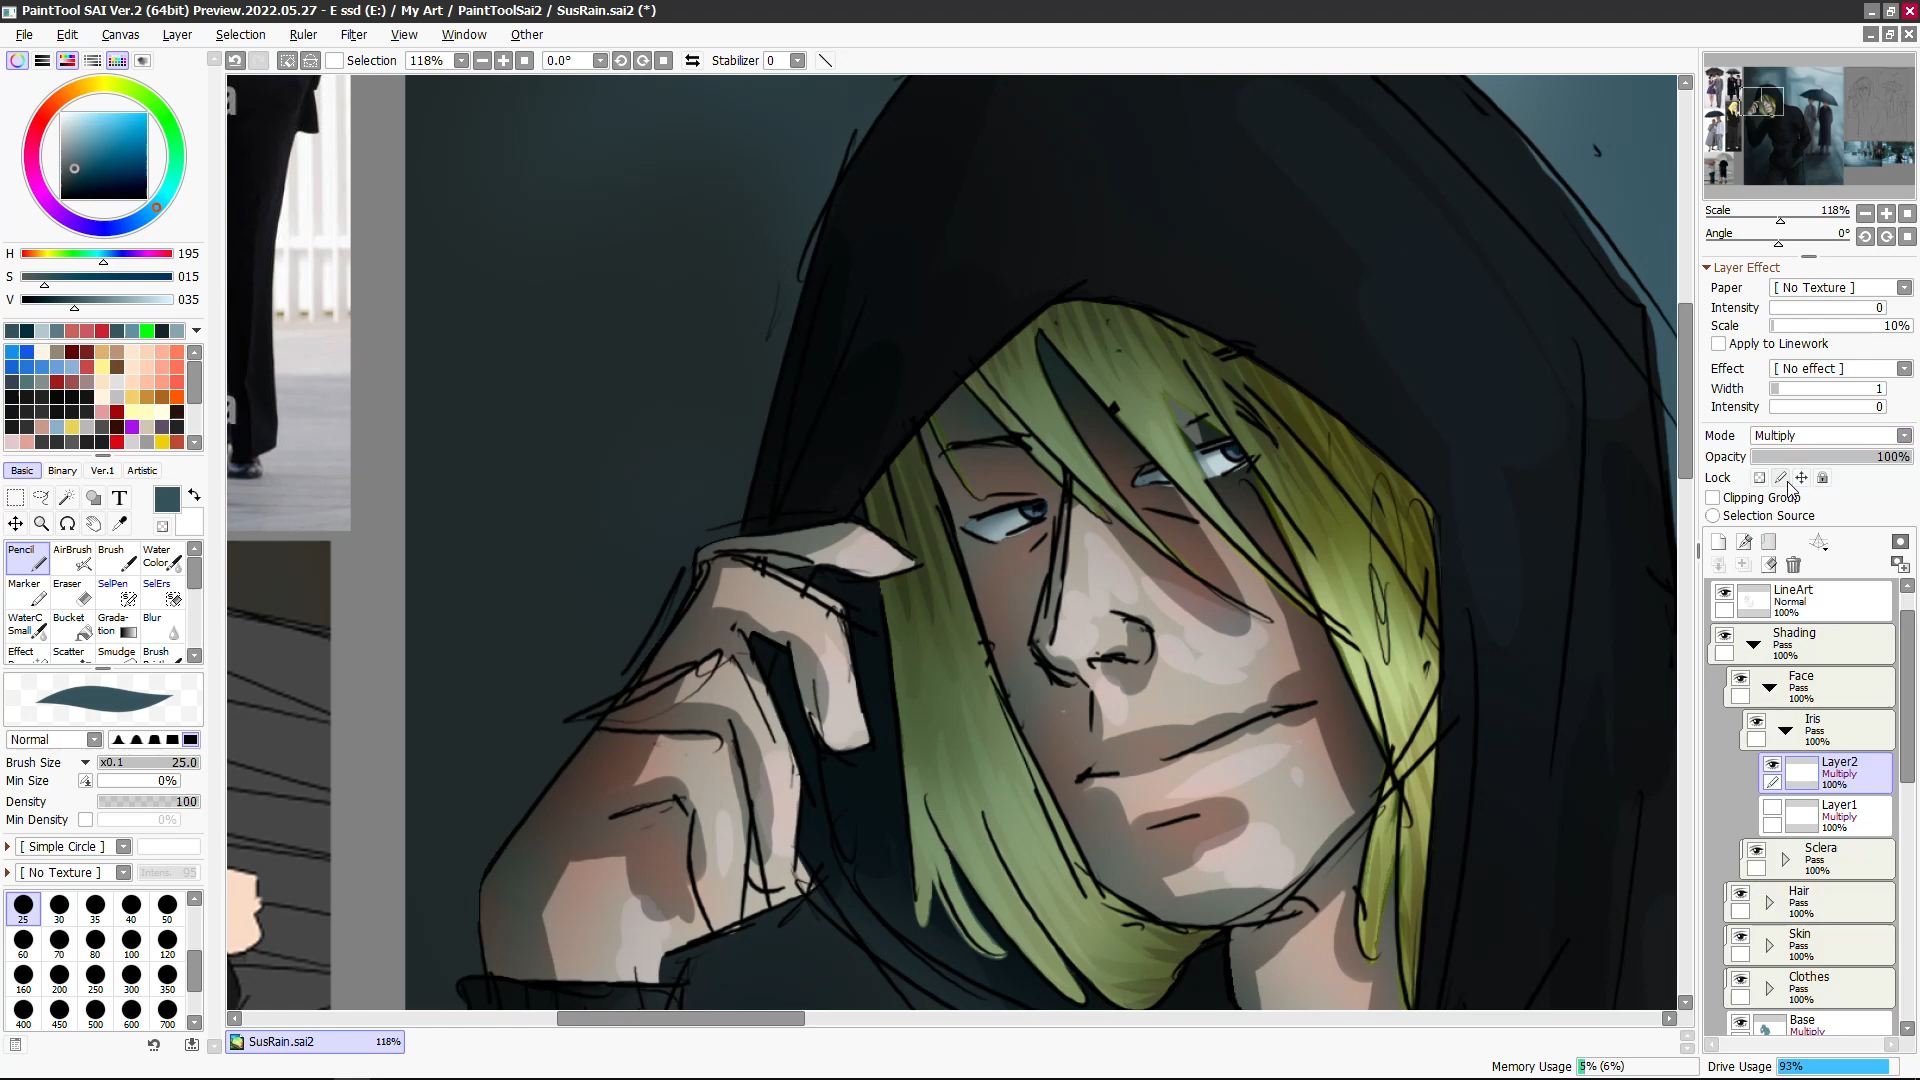 PaintTool SAI Ver.2 (64bit) Preview.2022.05.27 - E ssd (E:) / My Art / PaintToolSai2 / SusRain.sai2 (*)
File Edit Canvas Layer Selection Ruler Filter View Window Other
Selection 118% 0.0° Stabilizer 0
H 195
S 015
V 035
Basic Binary Ver.1 Artistic
T
Pencil AirBrush Brush Water Color
Marker Eraser SelPen SelErs
WaterC Small Bucket Grada-tion Blur
Effect Scatter Smudge
Normal
Brush Size x0.1 25.0
Min Size 0%
Density 100
Min Density 0%
[ Simple Circle ]
[ No Texture ] Intens. 95
25 30 35 40 50
60 70 80 100 120
160 200 250 300 350
400 450 500 600 700
SusRain.sai2 118%
Scale 118%
Angle 0°
Layer Effect
Paper [ No Texture ]
Intensity 0
Scale 10%
Apply to Linework
Effect [ No effect ]
Width 1
Intensity 0
Mode Multiply
Opacity 100%
Lock
Clipping Group
Selection Source
LineArt
Normal
100%
Shading
Pass
100%
Face
Pass
100%
Iris
Pass
100%
Layer2
Multiply
100%
Layer1
Multiply
100%
Sclera
Pass
100%
Hair
Pass
100%
Skin
Pass
100%
Clothes
Pass
100%
Base
Multiply
Memory Usage 5% (6%) Drive Usage 93%